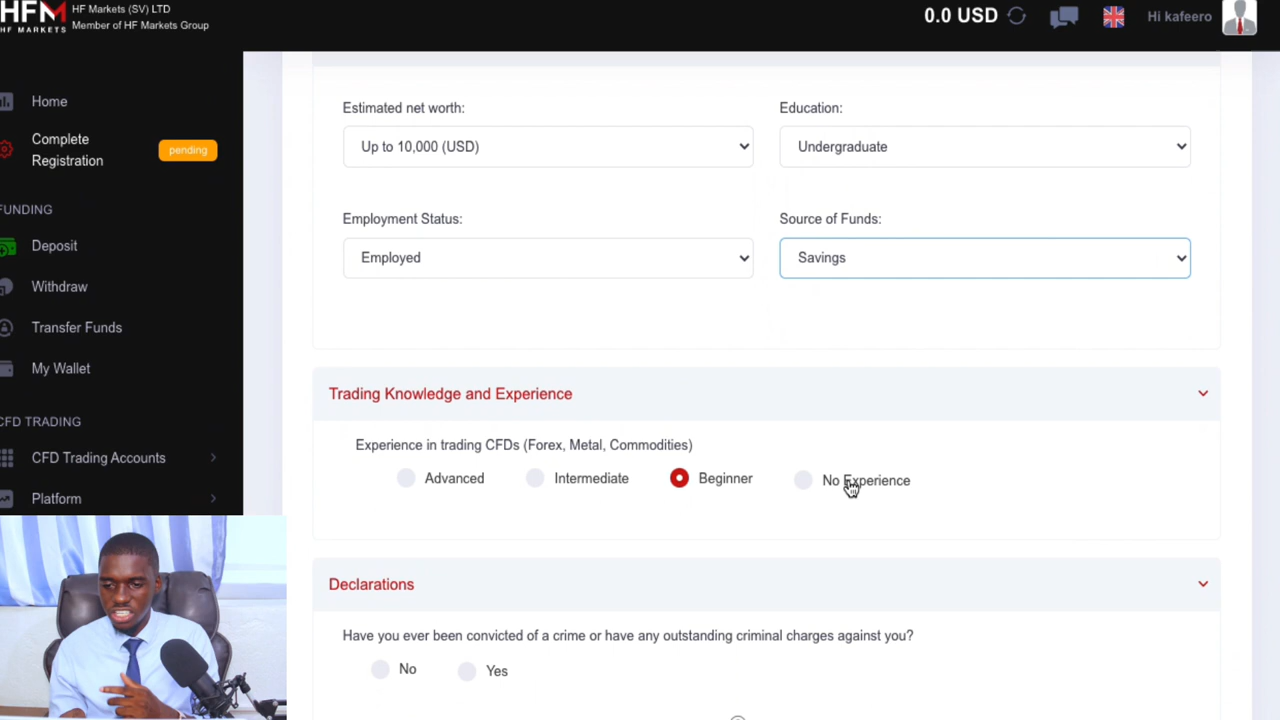 HFM
HF MARKETS
HF Markets (SV) LTD
Member of HF Markets Group
0.0 USD
Hi kafeero
Home
Complete
Registration
pending
FUNDING
Deposit
Withdraw
Transfer Funds
My Wallet
CFD TRADING
CFD Trading Accounts
Platform
Estimated net worth:
Education:
Up to 10,000 (USD)
Undergraduate
Employment Status:
Source of Funds:
Employed
Savings
Trading Knowledge and Experience
Experience in trading CFDs (Forex, Metal, Commodities)
Advanced
Intermediate
Beginner
No Experience
Declarations
Have you ever been convicted of a crime or have any outstanding criminal charges against you?
No
Yes